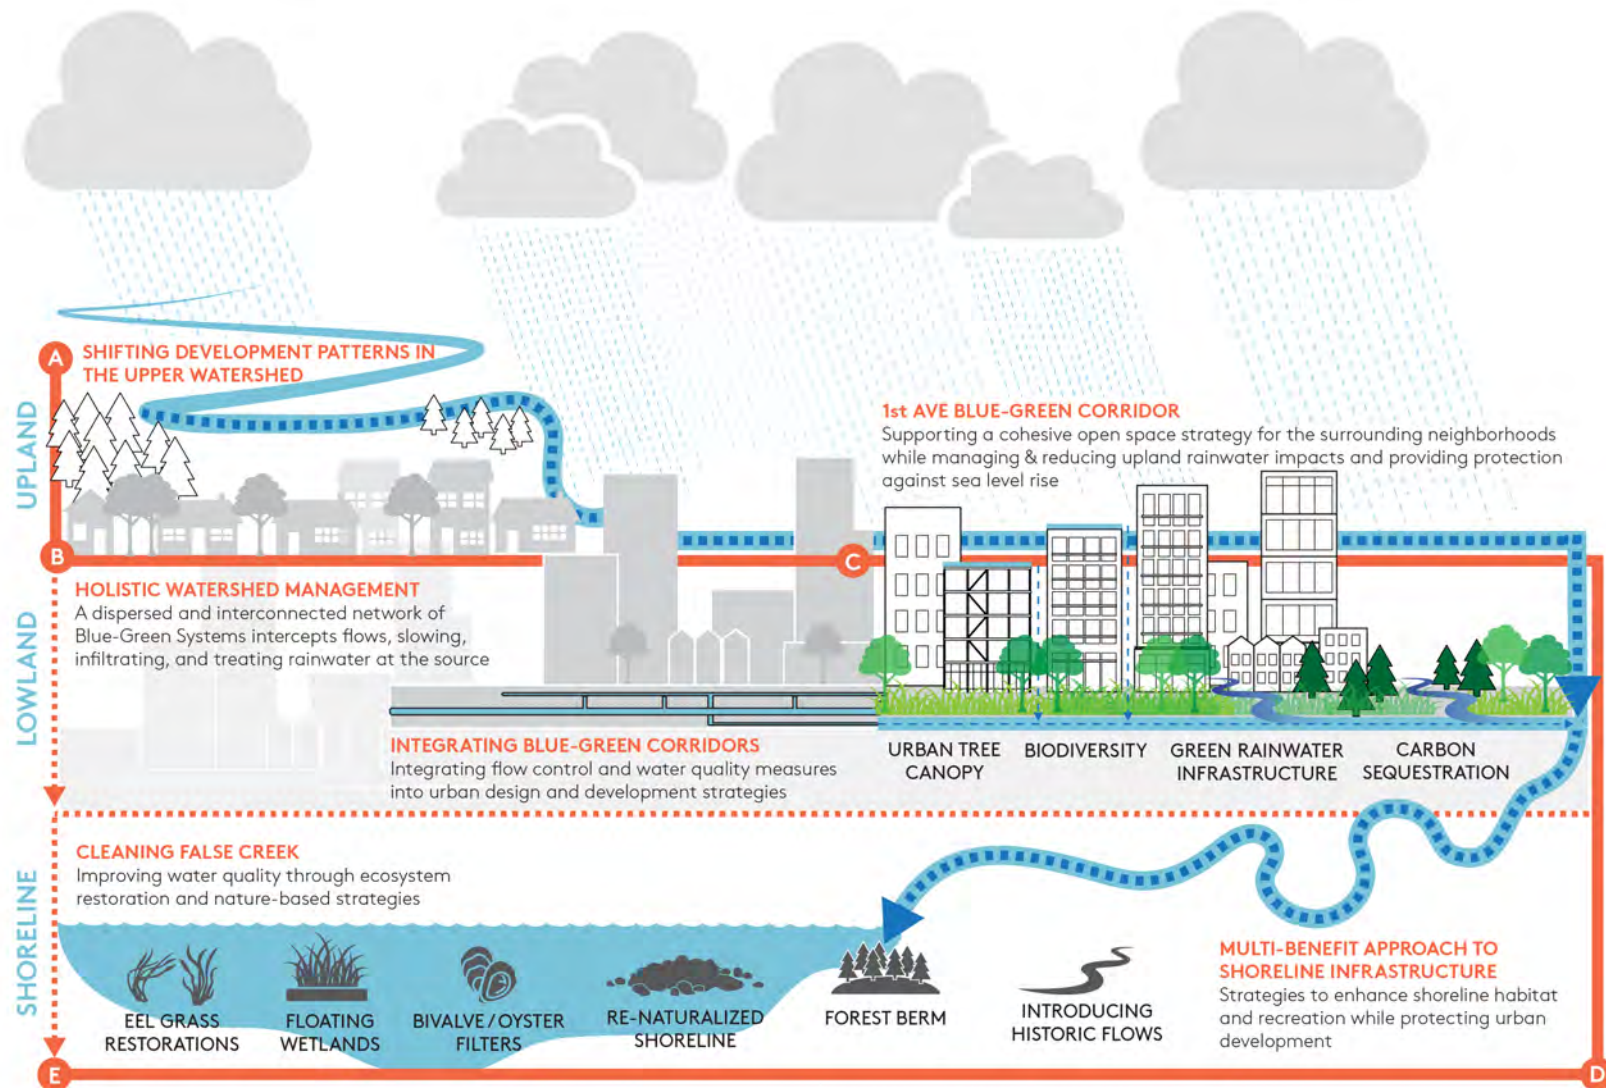 A
SHIFTING DEVELOPMENT PATTERNS IN
THE UPPER WATERSHED
UPLAND
1st AVE BLUE-GREEN CORRIDOR
Supporting a cohesive open space strategy for the surrounding neighborhoods
while managing & reducing upland rainwater impacts and providing protection
against sea level rise
B
C
HOLISTIC WATERSHED MANAGEMENT
A dispersed and interconnected network of
Blue-Green Systems intercepts flows, slowing,
infiltrating, and treating rainwater at the source
LOWLAND
INTEGRATING BLUE-GREEN CORRIDORS
Integrating flow control and water quality measures
into urban design and development strategies
URBAN TREE
CANOPY
BIODIVERSITY
GREEN RAINWATER
INFRASTRUCTURE
CARBON
SEQUESTRATION
CLEANING FALSE CREEK
Improving water quality through ecosystem
restoration and nature-based strategies
SHORELINE
EEL GRASS
RESTORATIONS
FLOATING
WETLANDS
BIVALVE / OYSTER
FILTERS
RE-NATURALIZED
SHORELINE
FOREST BERM
INTRODUCING
HISTORIC FLOWS
MULTI-BENEFIT APPROACH TO
SHORELINE INFRASTRUCTURE
Strategies to enhance shoreline habitat
and recreation while protecting urban
development
E
D